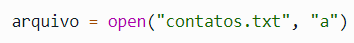 arquivo = open("contatos.txt", "a")